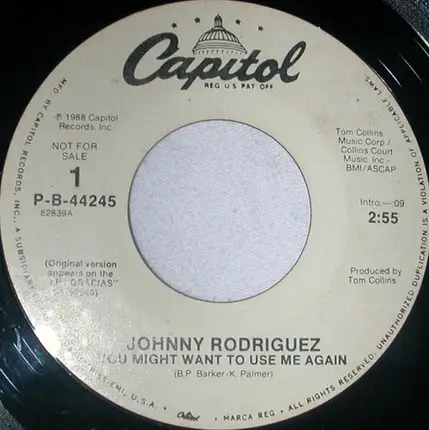 Capitol
REG U S PAT OFF
℗ 1988 Capitol
Records, Inc
NOT FOR
SALE
1
P-B-44245
82839A
(Original version
appears on the
LP "GRACIAS"
Tom Collins
Music Corp /
Collins Court
Music. Inc.-
BMI/ASCAP
Intro.—:09
2:55
Produced by
Tom Collins
JOHNNY RODRIGUEZ
YOU MIGHT WANT TO USE ME AGAIN
(B.P. Barker-K. Palmer)
MFD. BY CAPITOL RECORDS, INC., A SUBSIDIARY
U.S.A. • Capitol • MARCA REG • ALL RIGHTS RESERVED. UNAUTHORIZED DUPLICATION IS A VIOLATION OF APPLICABLE LAWS.